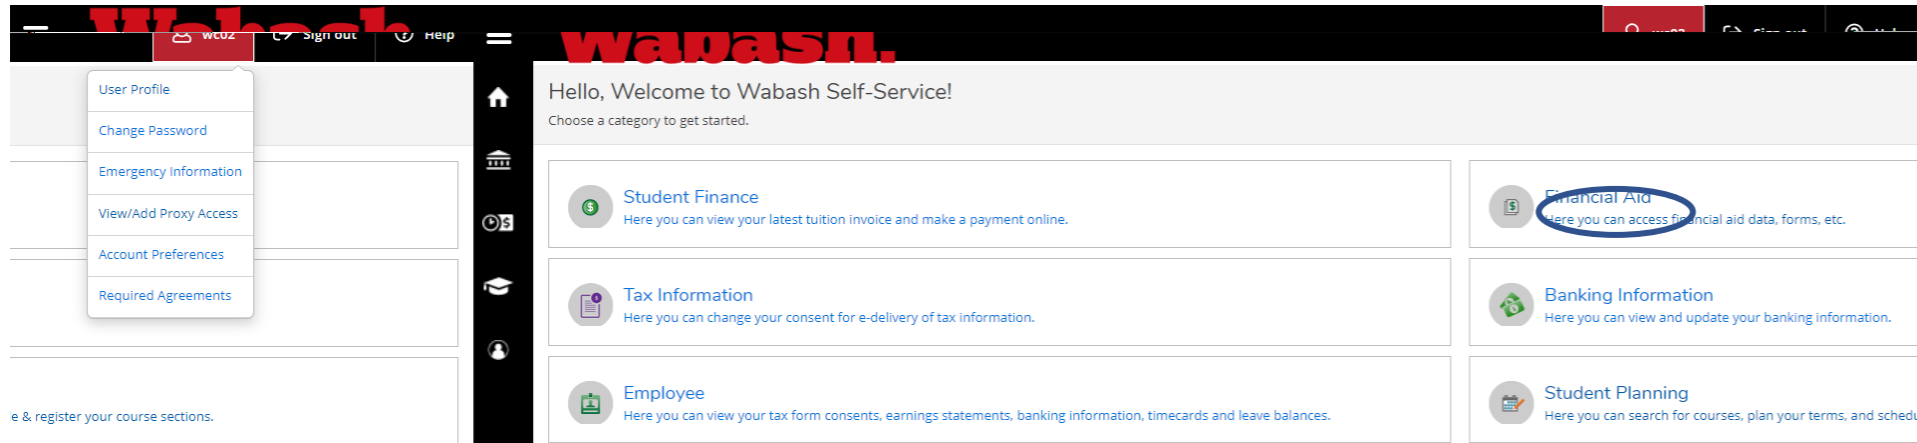 Wabash
wc02 Sign out Help
User Profile
Change Password
Emergency Information
View/Add Proxy Access
Account Preferences
Required Agreements
e & register your course sections.
Wabash.
wc02 Sign out
Hello, Welcome to Wabash Self-Service!
Choose a category to get started.
Student Finance
Here you can view your latest tuition invoice and make a payment online.
Financial Aid
Here you can access financial aid data, forms, etc.
Tax Information
Here you can change your consent for e-delivery of tax information.
Banking Information
Here you can view and update your banking information.
Employee
Here you can view your tax form consents, earnings statements, banking information, timecards and leave balances.
Student Planning
Here you can search for courses, plan your terms, and schedu